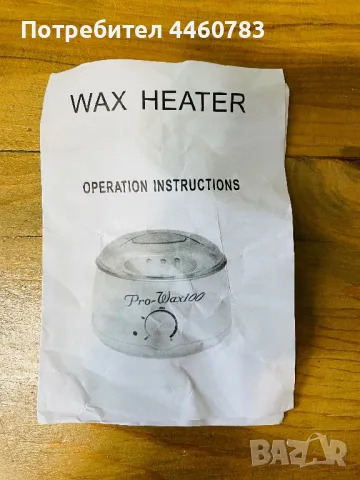 Потребител 4460783
WAX HEATER
OPERATION INSTRUCTIONS
Pro-Wax100
BAZAR